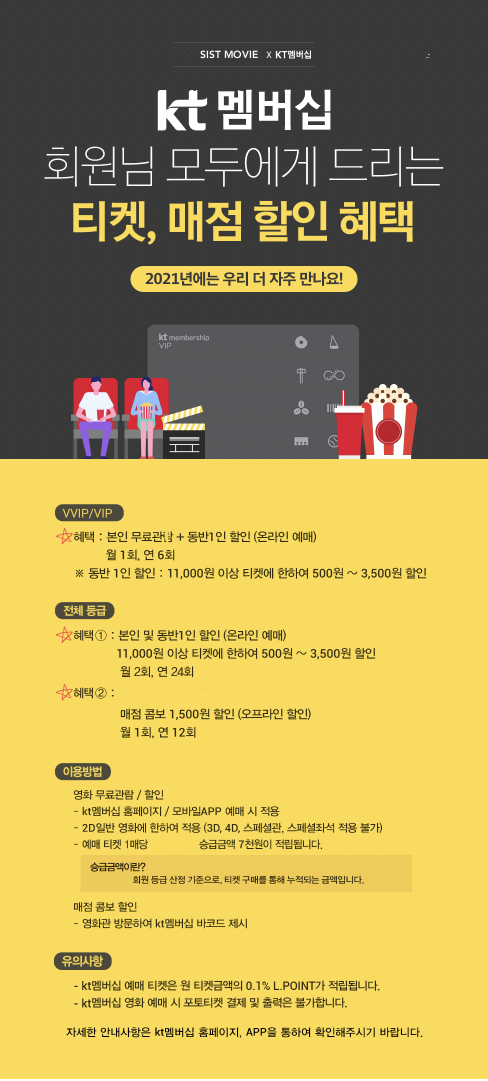 SIST MOVIE X KT멤버십
kt 멤버십
회원님 모두에게 드리는
티켓, 매점 할인 혜택
2021년에는 우리 더 자주 만나요!
kt membership
VIP
VVIP/VIP
혜택 : 본인 무료관람 + 동반1인 할인 (온라인 예매)
월 1회, 연 6회
※ 동반 1인 할인 : 11,000원 이상 티켓에 한하여 500원 ~ 3,500원 할인
전체 등급
혜택① : 본인 및 동반1인 할인 (온라인 예매)
11,000원 이상 티켓에 한하여 500원 ~ 3,500원 할인
월 2회, 연 24회
혜택② :
매점 콤보 1,500원 할인 (오프라인 할인)
월 1회, 연 12회
이용방법
영화 무료관람 / 할인
- kt멤버십 홈페이지 / 모바일APP 예매 시 적용
- 2D일반 영화에 한하여 적용 (3D, 4D, 스페셜관, 스페셜좌석 적용 불가)
- 예매 티켓 1매당 승급금액 7천원이 적립됩니다.
승급금액이란?
회원 등급 산정 기준으로, 티켓 구매를 통해 누적되는 금액입니다.
매점 콤보 할인
- 영화관 방문하여 kt멤버십 바코드 제시
유의사항
- kt멤버십 예매 티켓은 원 티켓금액의 0.1% L.POINT가 적립됩니다.
- kt멤버십 영화 예매 시 포토티켓 결제 및 출력은 불가합니다.
자세한 안내사항은 kt멤버십 홈페이지, APP을 통하여 확인해주시기 바랍니다.